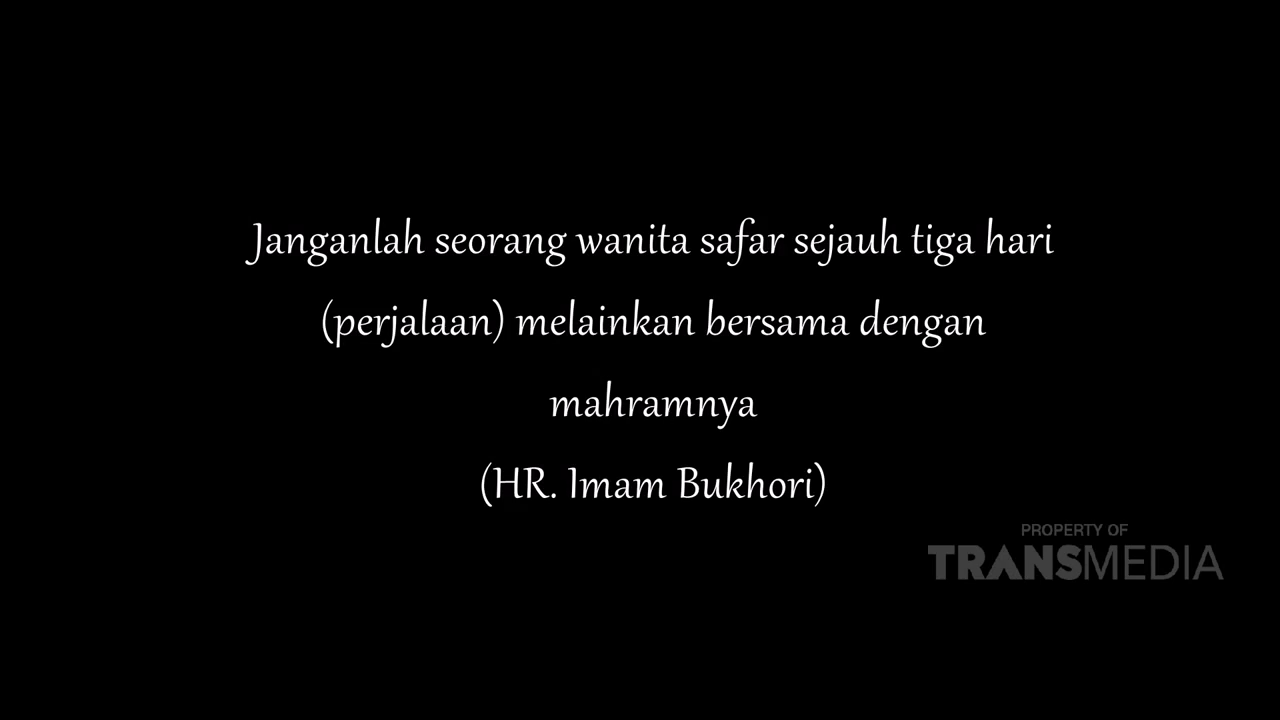 Janganlah seorang wanita safar sejauh tiga hari
(perjalaan) melainkan bersama dengan
mahramnya
(HR. Imam Bukhori)
PROPERTY OF
TRANSMEDIA